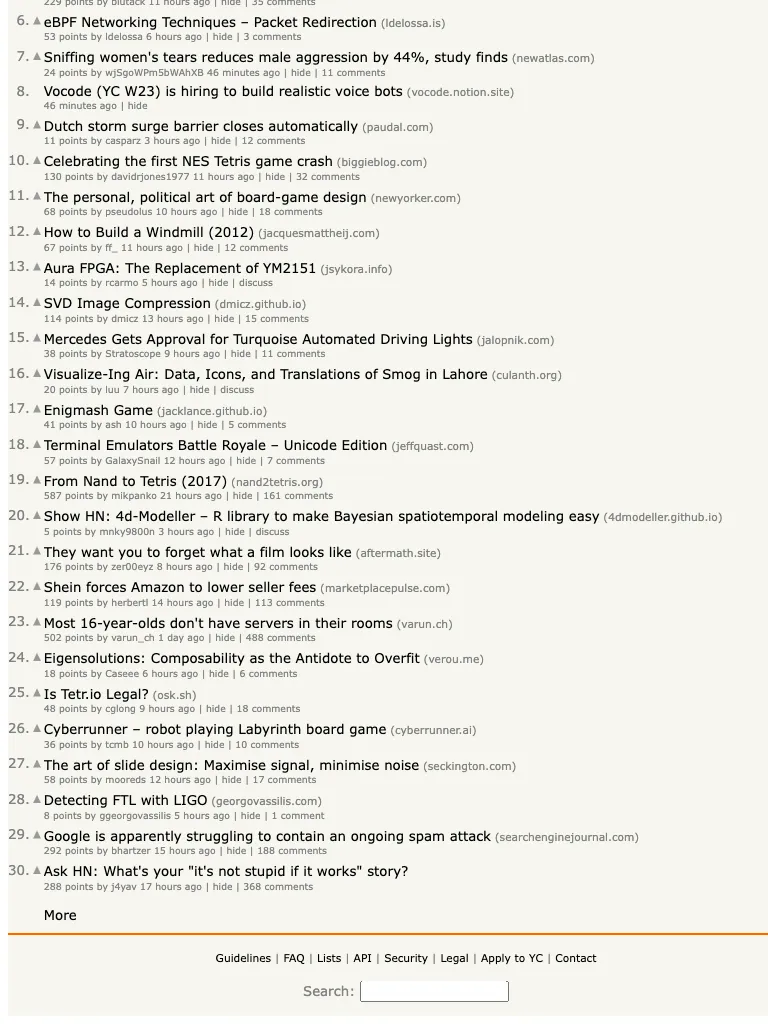 229 points by blutack 11 hours ago | hide | 35 comments
6. eBPF Networking Techniques – Packet Redirection (ldelossa.is)
53 points by ldelossa 6 hours ago | hide | 3 comments
7. Sniffing women's tears reduces male aggression by 44%, study finds (newatlas.com)
24 points by wjSgoWPm5bWAhXB 46 minutes ago | hide | 11 comments
8. Vocode (YC W23) is hiring to build realistic voice bots (vocode.notion.site)
46 minutes ago | hide
9. Dutch storm surge barrier closes automatically (paudal.com)
11 points by casparz 3 hours ago | hide | 12 comments
10. Celebrating the first NES Tetris game crash (biggieblog.com)
130 points by davidrjones1977 11 hours ago | hide | 32 comments
11. The personal, political art of board-game design (newyorker.com)
68 points by pseudolus 10 hours ago | hide | 18 comments
12. How to Build a Windmill (2012) (jacquesmattheij.com)
67 points by ff_ 11 hours ago | hide | 12 comments
13. Aura FPGA: The Replacement of YM2151 (jsykora.info)
14 points by rcarmo 5 hours ago | hide | discuss
14. SVD Image Compression (dmicz.github.io)
114 points by dmicz 13 hours ago | hide | 15 comments
15. Mercedes Gets Approval for Turquoise Automated Driving Lights (jalopnik.com)
38 points by Stratoscope 9 hours ago | hide | 11 comments
16. Visualize-Ing Air: Data, Icons, and Translations of Smog in Lahore (culanth.org)
20 points by luu 7 hours ago | hide | discuss
17. Enigmash Game (jacklance.github.io)
41 points by ash 10 hours ago | hide | 5 comments
18. Terminal Emulators Battle Royale – Unicode Edition (jeffquast.com)
57 points by GalaxySnail 12 hours ago | hide | 7 comments
19. From Nand to Tetris (2017) (nand2tetris.org)
587 points by mikpanko 21 hours ago | hide | 161 comments
20. Show HN: 4d-Modeller – R library to make Bayesian spatiotemporal modeling easy (4dmodeller.github.io)
5 points by mnky9800n 3 hours ago | hide | discuss
21. They want you to forget what a film looks like (aftermath.site)
176 points by zer00eyz 8 hours ago | hide | 92 comments
22. Shein forces Amazon to lower seller fees (marketplacepulse.com)
119 points by herbertl 14 hours ago | hide | 113 comments
23. Most 16-year-olds don't have servers in their rooms (varun.ch)
502 points by varun_ch 1 day ago | hide | 488 comments
24. Eigensolutions: Composability as the Antidote to Overfit (verou.me)
18 points by Caseee 6 hours ago | hide | 6 comments
25. Is Tetr.io Legal? (osk.sh)
48 points by cglong 9 hours ago | hide | 18 comments
26. Cyberrunner – robot playing Labyrinth board game (cyberrunner.ai)
36 points by tcmb 10 hours ago | hide | 10 comments
27. The art of slide design: Maximise signal, minimise noise (seckington.com)
58 points by mooreds 12 hours ago | hide | 17 comments
28. Detecting FTL with LIGO (georgovassilis.com)
8 points by ggeorgovassilis 5 hours ago | hide | 1 comment
29. Google is apparently struggling to contain an ongoing spam attack (searchenginejournal.com)
292 points by bhartzer 15 hours ago | hide | 188 comments
30. Ask HN: What's your "it's not stupid if it works" story?
288 points by j4yav 17 hours ago | hide | 368 comments
More
Guidelines | FAQ | Lists | API | Security | Legal | Apply to YC | Contact
Search: